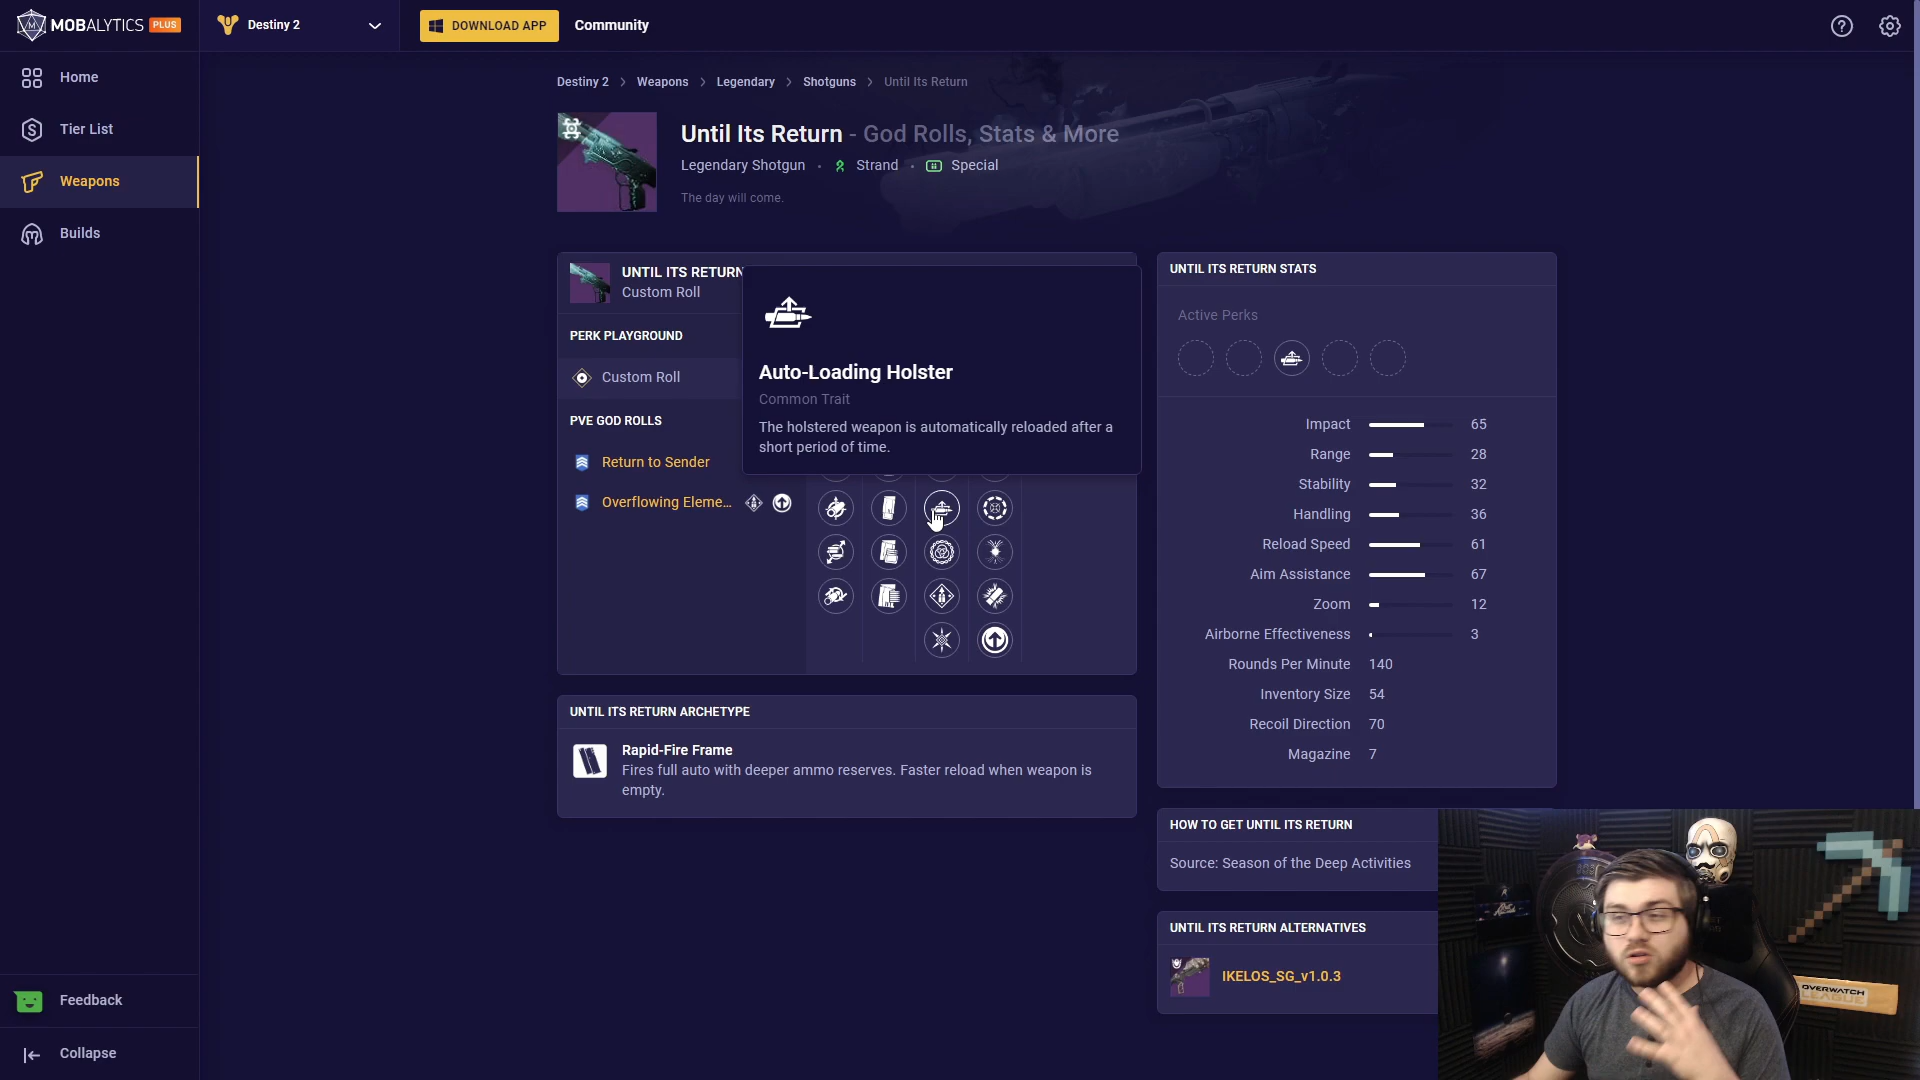 MOBALYTICS PLUS
Destiny 2
DOWNLOAD APP
Community
Home
Tier List
Weapons
Builds
Feedback
Collapse
Destiny 2 > Weapons > Legendary > Shotguns > Until Its Return
Until Its Return - God Rolls, Stats & More
Legendary Shotgun · Strand · Special
The day will come.
UNTIL ITS RETURN
Custom Roll
PERK PLAYGROUND
Custom Roll
PVE GOD ROLLS
Return to Sender
Overflowing Eleme...
Auto-Loading Holster
Common Trait
The holstered weapon is automatically reloaded after a
short period of time.
UNTIL ITS RETURN ARCHETYPE
Rapid-Fire Frame
Fires full auto with deeper ammo reserves. Faster reload when weapon is
empty.
UNTIL ITS RETURN STATS
Active Perks
Impact 65
Range 28
Stability 32
Handling 36
Reload Speed 61
Aim Assistance 67
Zoom 12
Airborne Effectiveness 3
Rounds Per Minute 140
Inventory Size 54
Recoil Direction 70
Magazine 7
HOW TO GET UNTIL ITS RETURN
Source: Season of the Deep Activities
UNTIL ITS RETURN ALTERNATIVES
IKELOS_SG_v1.0.3
OVERWATCH
LEAGUE